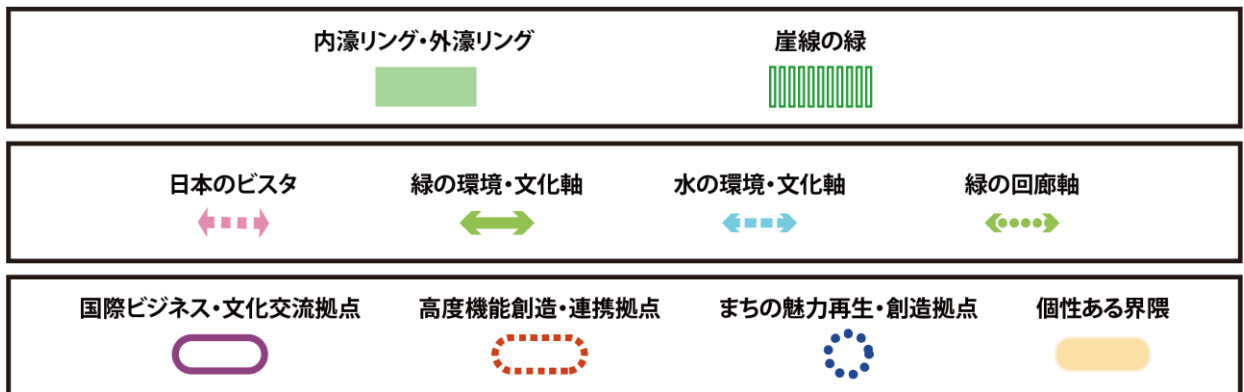 内濠リング・外濠リング 崖線の緑
日本のビスタ 緑の環境・文化軸 水の環境・文化軸 緑の回廊軸
国際ビジネス・文化交流拠点 高度機能創造・連携拠点 まちの魅力再生・創造拠点 個性ある界隈